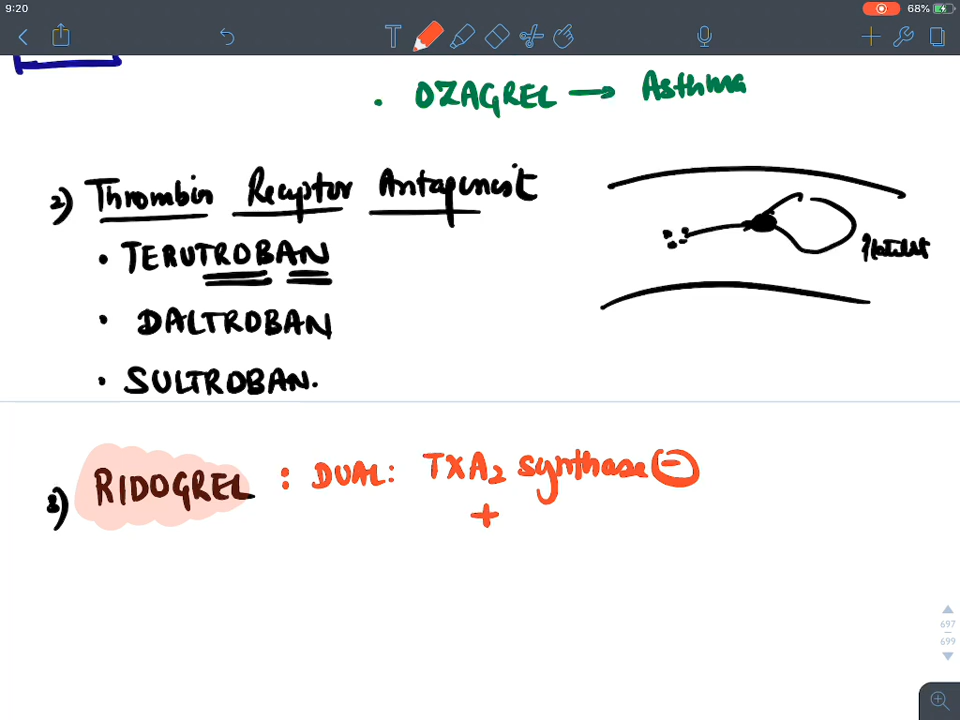 9:20
68%
T
. OZAGREL → Asthma
2) Thrombin Receptor Antagonist
• TERUTROBAN
Platelet
• DALTROBAN
• SULTROBAN.
3) RIDOGREL : DUAL: TXA2 synthase (-)
+
697
699